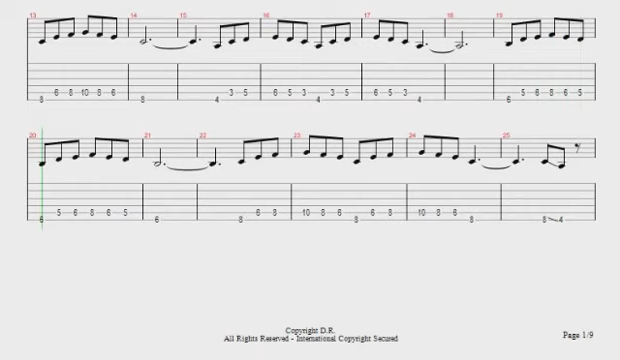 13 14 15 16 17 18 19
8 6 8 10 8 6 8 4 3 5 6 5 3 4 3 5 6 5 3 4 6 5 6 8 6 5
20 21 22 23 24 25
6 5 6 8 6 5 6 8 6 8 10 8 6 8 6 8 10 8 6 8 8 4
Copyright D.R.
All Rights Reserved - International Copyright Secured
Page 1/9